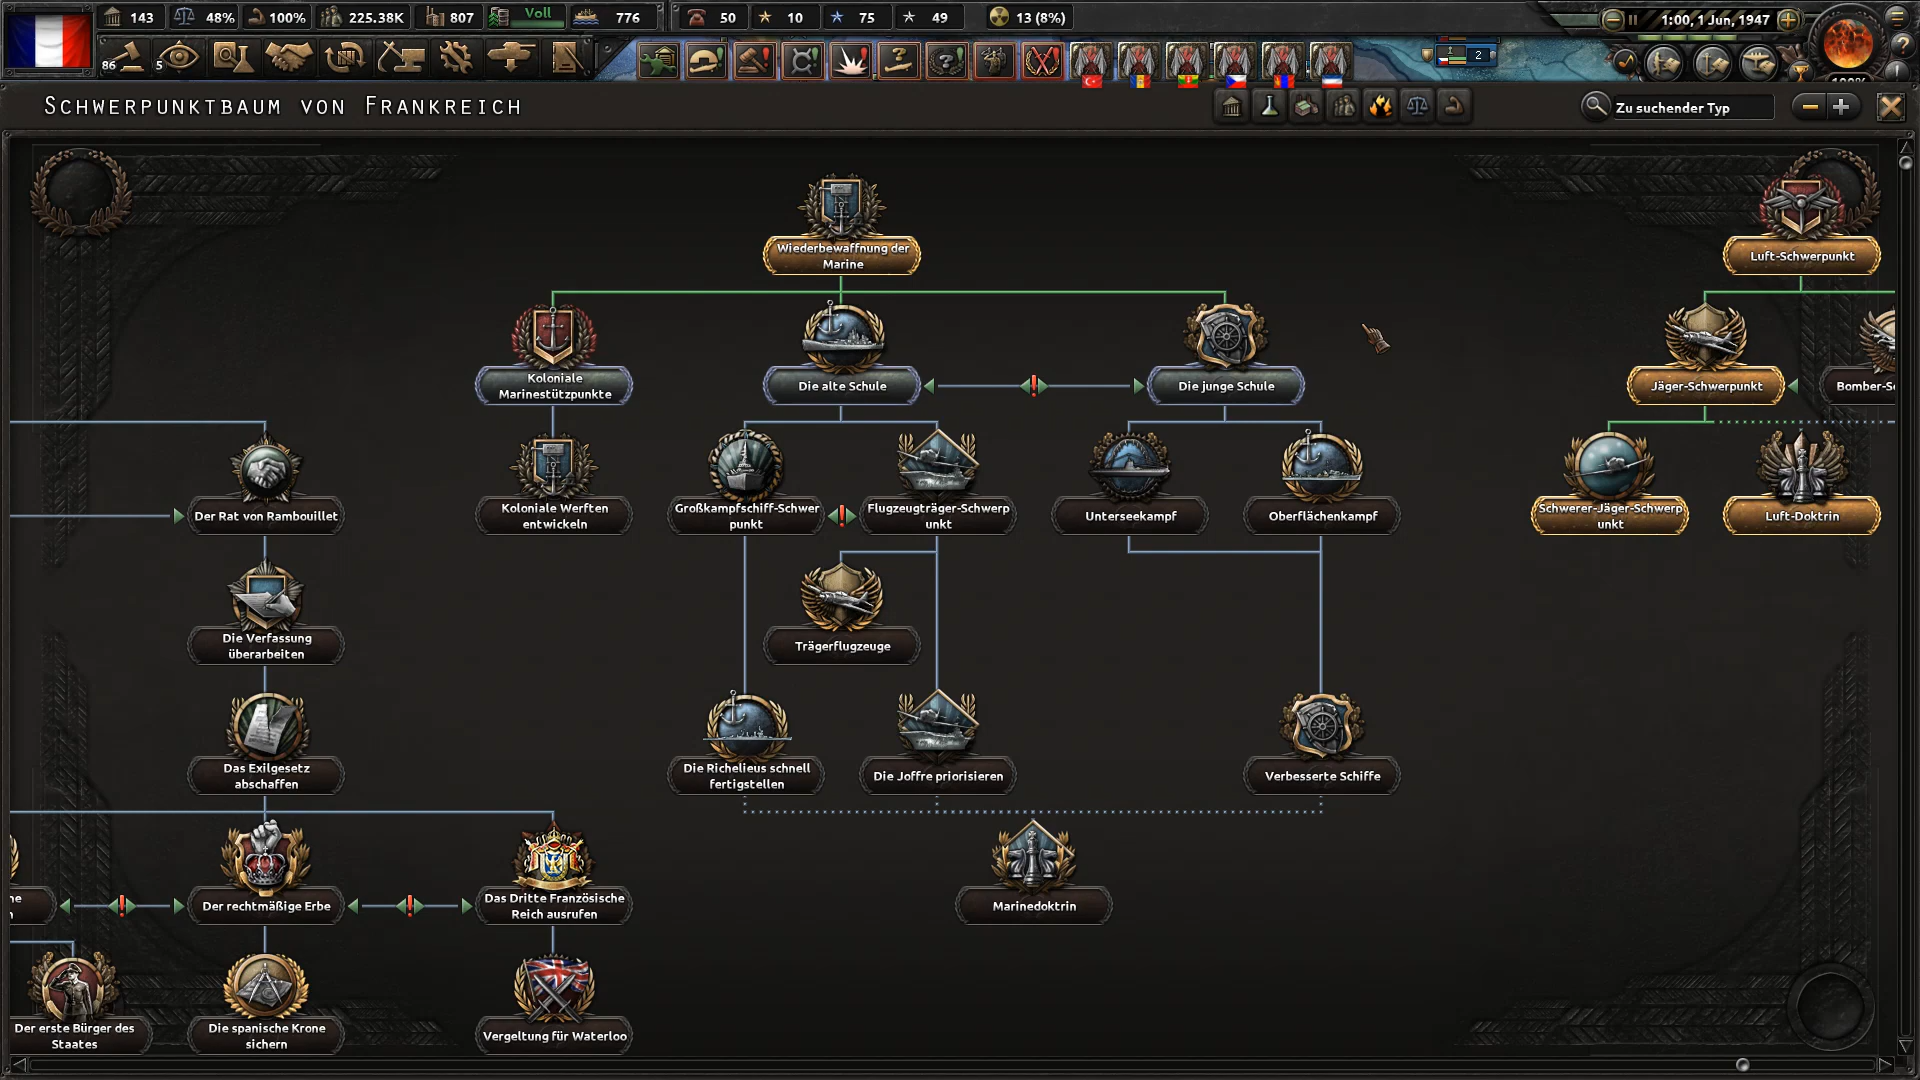 143
48%
100%
225.38K
807
Voll
776
50
10
75
49
13 (8%)
1:00, 1 Jun, 1947
86
5
2
Schwerpunktbaum von Frankreich
Zu suchender Typ
Wiederbewaffnung der
Marine
Luft-Schwerpunkt
Koloniale
Marinestützpunkte
Die alte Schule
Die junge Schule
Jäger-Schwerpunkt
Der Rat von Rambouillet
Koloniale Werften
entwickeln
Großkampfschiff-Schwer
punkt
Flugzeugträger-Schwerp
unkt
Unterseekampf
Oberflächenkampf
Schwerer-Jäger-Schwerp
unkt
Luft-Doktrin
Die Verfassung
überarbeiten
Trägerflugzeuge
Das Exilgesetz
abschaffen
Die Richelieus schnell
fertigstellen
Die Joffre priorisieren
Verbesserte Schiffe
Der rechtmäßige Erbe
Das Dritte Französische
Reich ausrufen
Marinedoktrin
Der erste Bürger des
Staates
Die spanische Krone
sichern
Vergeltung für Waterloo